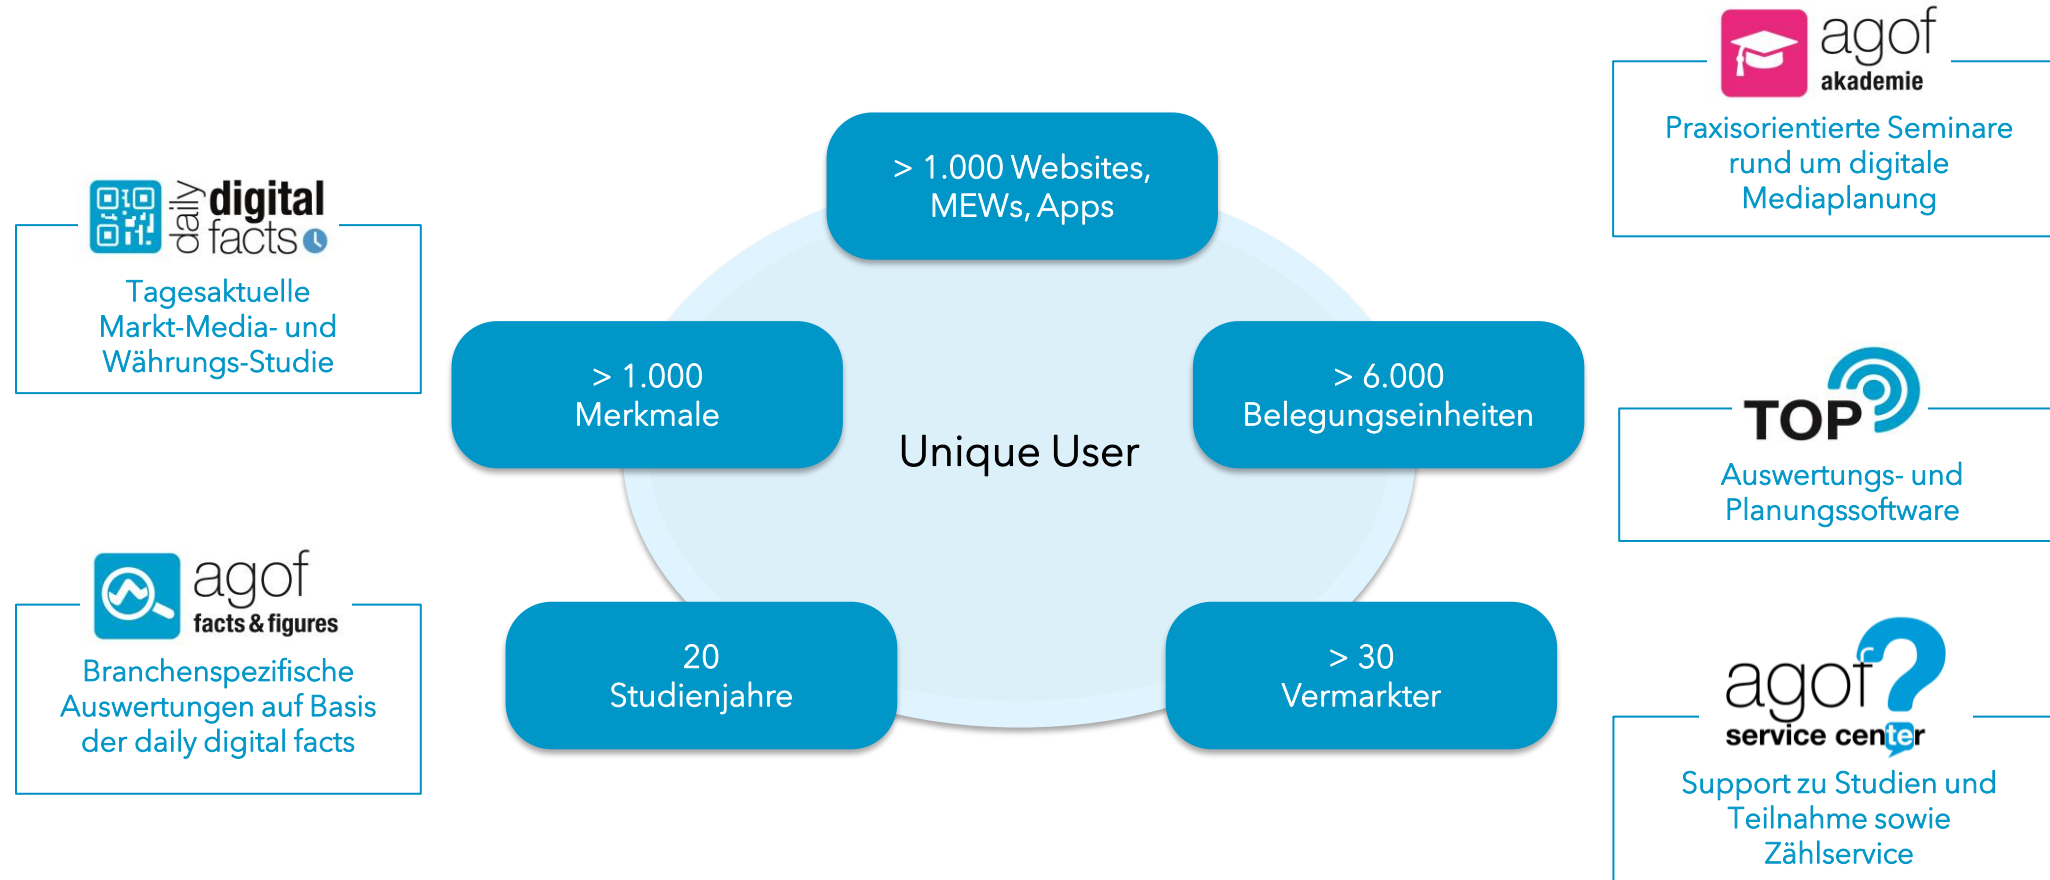 daily digital facts
Tagesaktuelle
Markt-Media- und
Währungs-Studie
agof
facts & figures
Branchenspezifische
Auswertungen auf Basis
der daily digital facts
> 1.000 Websites,
MEWs, Apps
> 1.000
Merkmale
> 6.000
Belegungseinheiten
Unique User
20
Studienjahre
> 30
Vermarkter
agof
akademie
Praxisorientierte Seminare
rund um digitale
Mediaplanung
TOP
Auswertungs- und
Planungssoftware
agof?
service center
Support zu Studien und
Teilnahme sowie
Zählservice